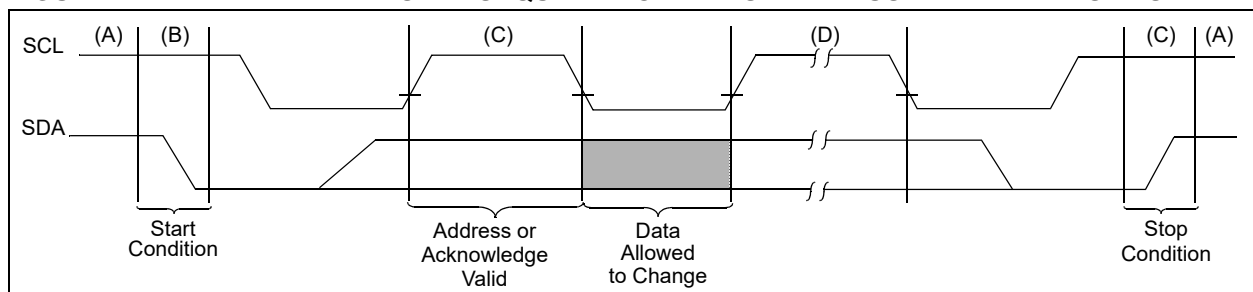 SCL
(A)
(B)
(C)
(D)
(C)
(A)
SDA
Start
Condition
Address or
Acknowledge
Valid
Data
Allowed
to Change
Stop
Condition